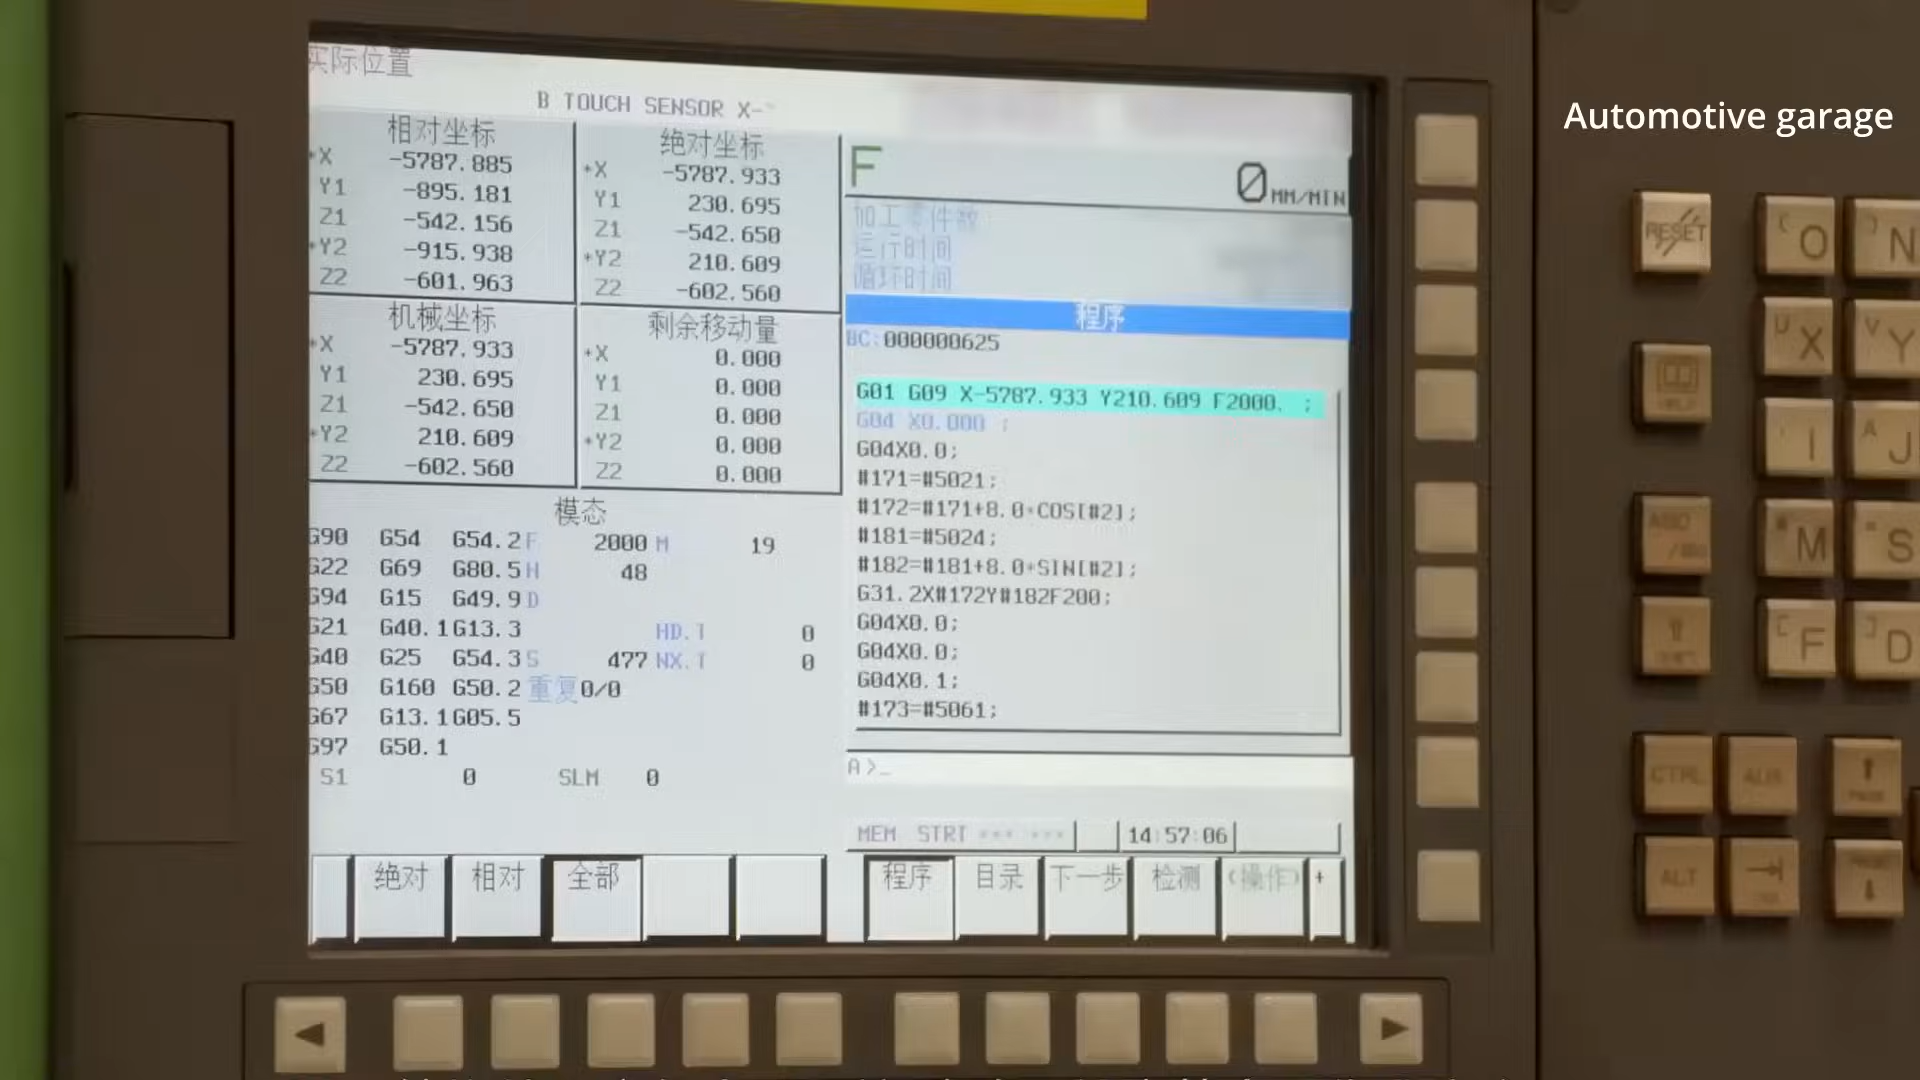 实际位置
B TOUCH SENSOR X-
相对坐标
*X -5787.885
Y1 -895.181
Z1 -542.156
*Y2 -915.938
Z2 -601.963
绝对坐标
*X -5787.933
Y1 230.695
Z1 -542.650
*Y2 210.609
Z2 -602.560
机械坐标
*X -5787.933
Y1 230.695
Z1 -542.650
*Y2 210.609
Z2 -602.560
剩余移动量
*X 0.000
Y1 0.000
Z1 0.000
*Y2 0.000
Z2 0.000
模态
G90 G54 G54.2 F 2000 M 19
G22 G69 G80.5 H 48
G94 G15 G49.9 D
G21 G40.1 G13.3 HD.T 0
G40 G25 G54.3 S 477 NX.T 0
G50 G160 G50.2 重复 0/0
G67 G13.1 G05.5
G97 G50.1
S1 0 SLM 0
F 0 MM/MIN
加工零件数
运行时间
循环时间
程序
BC:000000625
G01 G09 X-5787.933 Y210.609 F2000. ;
G04 X0.000 ;
G04X0.0;
#171=#5021;
#172=#171+8.0*COS[#2];
#181=#5024;
#182=#181+8.0*SIN[#2];
G31.2X#172Y#182F200;
G04X0.0;
G04X0.0;
G04X0.1;
#173=#5061;
A>_
MEM STRT *** *** 14:57:06
绝对 相对 全部
程序 目录 下一步 检测 (操作) +
Automotive garage
RESET
( O ) N
U X V Y
I A J
M S
[ F ] D
CTRL
ALT
PAGE
PAGE